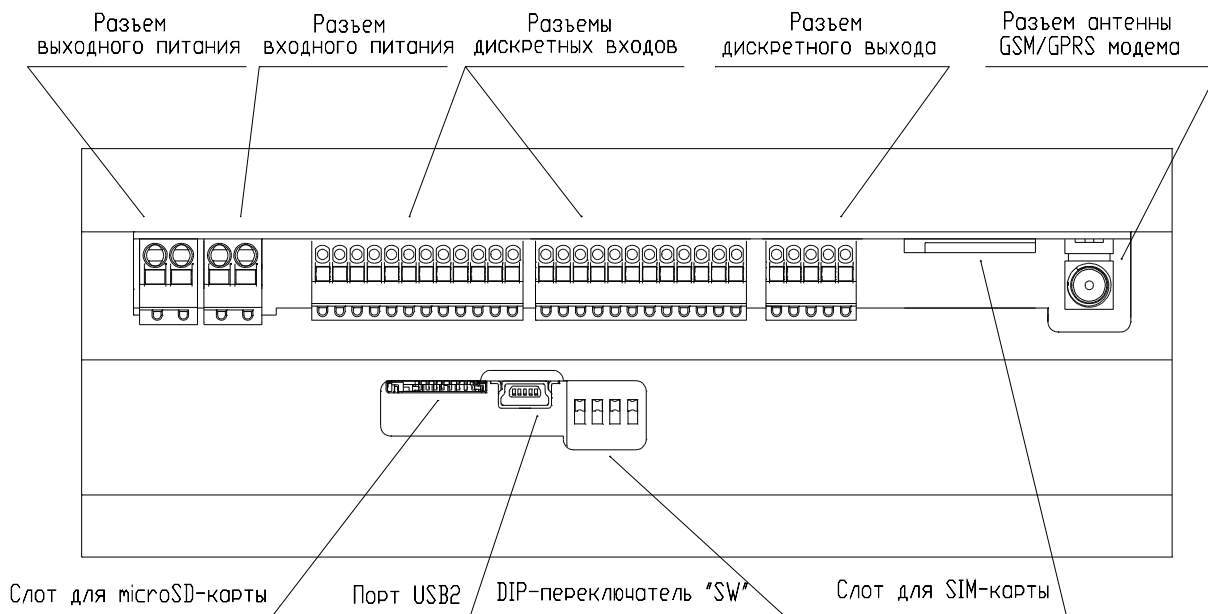 Разъем
выходного питания
Разъем
входного питания
Разъемы
дискретных входов
Разъем
дискретного выхода
Разъем антенны
GSM/GPRS модема
Слот для microSD-карты
Порт USB2
DIP-переключатель "SW"
Слот для SIM-карты